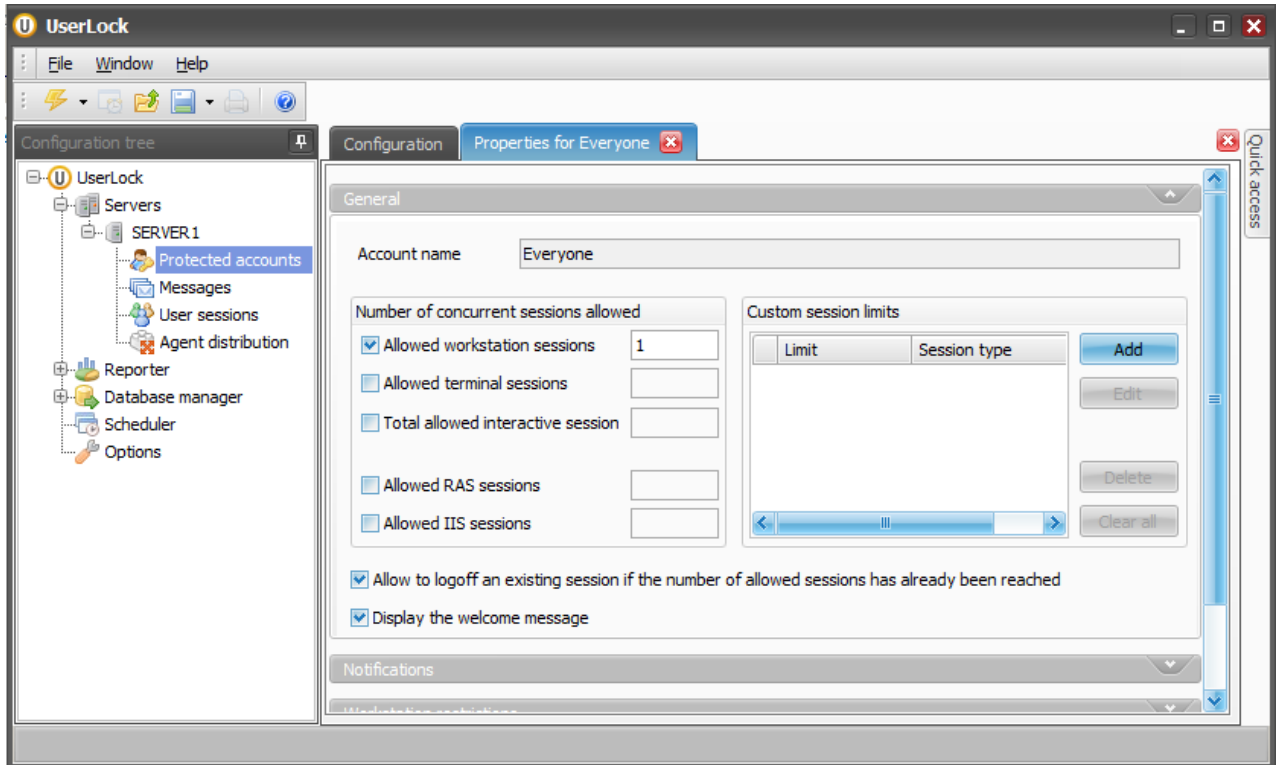 UserLock
File Window Help
Configuration tree
UserLock
Servers
SERVER1
Protected accounts
Messages
User sessions
Agent distribution
Reporter
Database manager
Scheduler
Options
Configuration
Properties for Everyone
Quick access
General
Account name
Everyone
Number of concurrent sessions allowed
Allowed workstation sessions
1
Allowed terminal sessions
Total allowed interactive session
Allowed RAS sessions
Allowed IIS sessions
Custom session limits
Limit Session type
Add
Edit
Delete
Clear all
Allow to logoff an existing session if the number of allowed sessions has already been reached
Display the welcome message
Notifications
Workstation restrictions